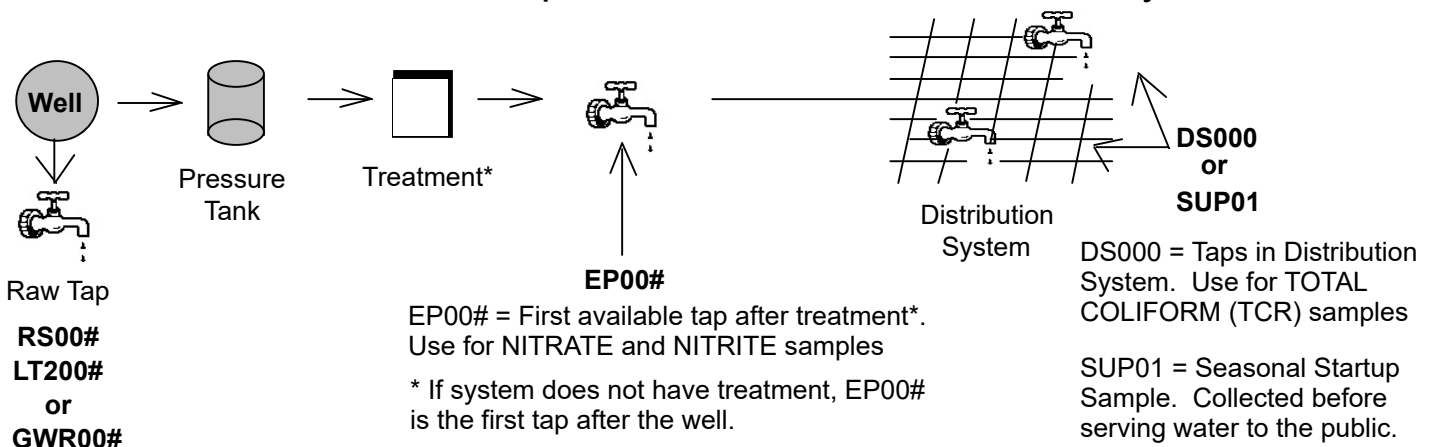 Well
Pressure
Tank
Treatment*
Raw Tap
RS00#
LT200#
or
GWR00#
EP00#
EP00# = First available tap after treatment*.
Use for NITRATE and NITRITE samples
* If system does not have treatment, EP00#
is the first tap after the well.
Distribution
System
DS000
or
SUP01
DS000 = Taps in Distribution
System. Use for TOTAL
COLIFORM (TCR) samples
SUP01 = Seasonal Startup
Sample. Collected before
serving water to the public.